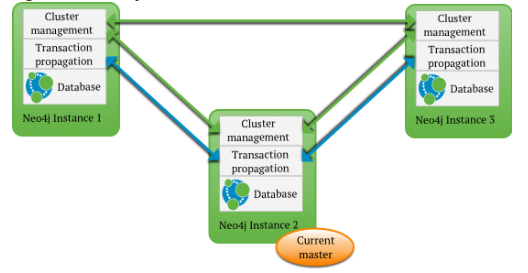 Cluster
management
Transaction
propagation
Database
Neo4j Instance 1
Cluster
management
Transaction
propagation
Database
Neo4j Instance 3
Cluster
management
Transaction
propagation
Database
Neo4j Instance 2
Current
master